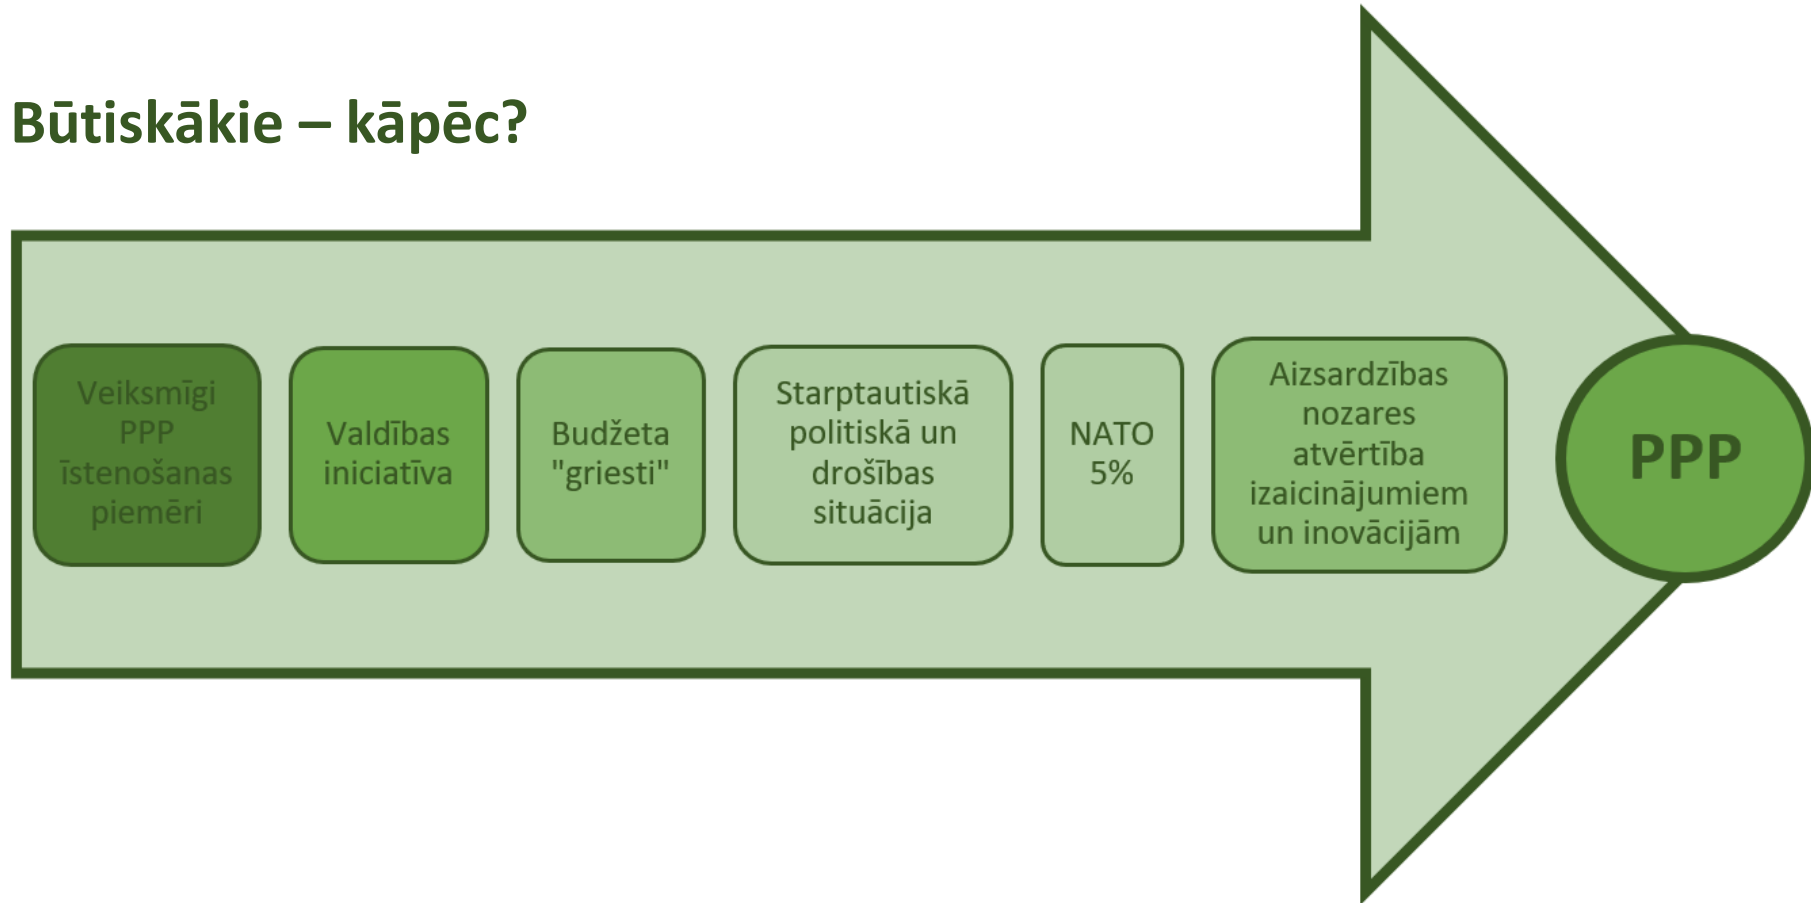 Būtiskākie – kāpēc?
Veiksmīgi
PPP
īstenošanas
piemēri
Valdības
iniciatīva
Budžeta
"griesti"
Starptautiskā
politiskā un
drošības
situācija
NATO
5%
Aizsardzības
nozares
atvērtība
izaicinājumiem
un inovācijām
PPP